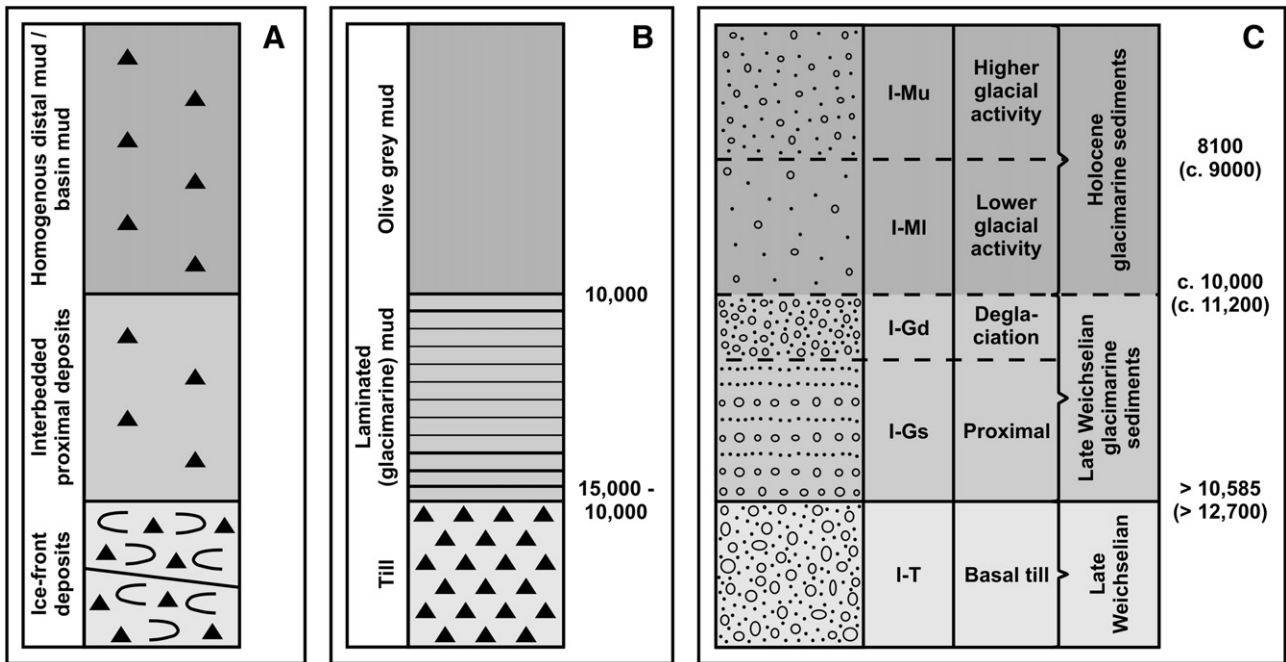 A
Homogenous distal mud /
basin mud
Interbedded
proximal deposits
Ice-front
deposits
B
Olive grey mud
Laminated
(glacimarine) mud
Till
10,000
15,000 -
10,000
C
I-Mu
Higher
glacial
activity
I-Ml
Lower
glacial
activity
Holocene
glacimarine sediments
I-Gd
Degla-
ciation
I-Gs
Proximal
Late Weichselian
glacimarine
sediments
I-T
Basal till
Late
Weichselian
8100
(c. 9000)
c. 10,000
(c. 11,200)
> 10,585
(> 12,700)